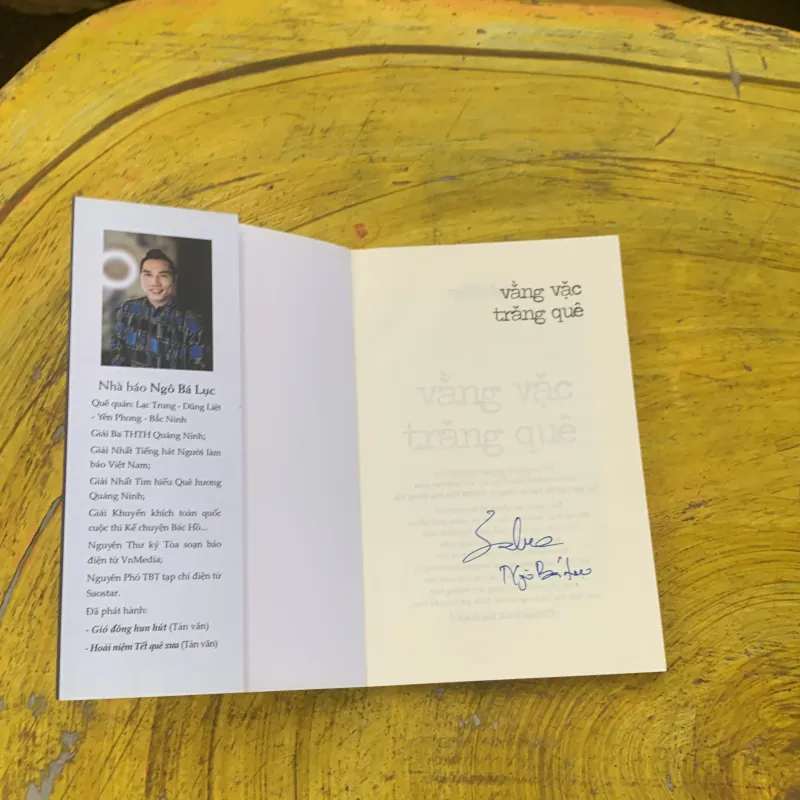 Nhà báo Ngô Bá Lục
Quê quán: Lạc Trung - Dũng Liệt
- Yên Phong - Bắc Ninh
Giải Ba THTH Quảng Ninh;
Giải Nhất Tiếng hát Người làm
báo Việt Nam;
Giải Nhất Tìm hiểu Quê hương
Quảng Ninh;
Giải Khuyến khích toàn quốc
cuộc thi Kể chuyện Bác Hồ...
Nguyên Thư ký Tòa soạn báo
điện tử VnMedia;
Nguyên Phó TBT tạp chí điện tử
Saostar.
Đã phát hành:
- Gió đông hun hút (Tản văn)
- Hoài niệm Tết quê xưa (Tản văn)
vằng vặc
trăng quê
vằng vặc
trăng quê
Ngô Bá Lục